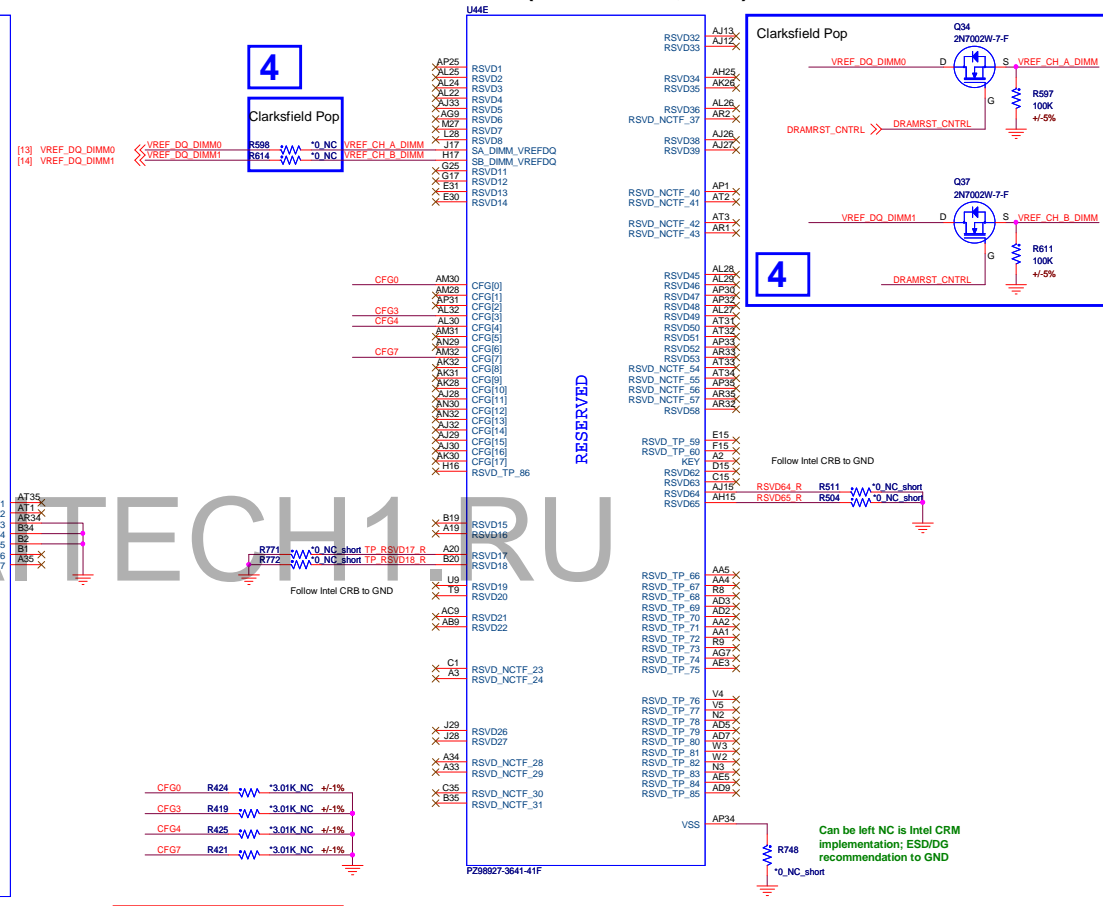 U44E
4
Clarksfield Pop
[13] VREF_DQ_DIMM0
[14] VREF_DQ_DIMM1
VREF_DQ_DIMM0 R598 *0_NC VREF_CH_A_DIMM J17 SA_DIMM_VREFDQ
VREF_DQ_DIMM1 R614 *0_NC VREF_CH_B_DIMM H17 SB_DIMM_VREFDQ
AP25 RSVD1
AL25 RSVD2
AL24 RSVD3
AL22 RSVD4
AJ33 RSVD5
AG9 RSVD6
M27 RSVD7
L28 RSVD8
G25 RSVD11
G17 RSVD12
E31 RSVD13
E30 RSVD14
CFG0 AM30 CFG[0]
AM28 CFG[1]
AP31 CFG[2]
CFG3 AL32 CFG[3]
CFG4 AL30 CFG[4]
AM31 CFG[5]
AN29 CFG[6]
CFG7 AM32 CFG[7]
AK32 CFG[8]
AK31 CFG[9]
AK28 CFG[10]
AJ28 CFG[11]
AN30 CFG[12]
AN32 CFG[13]
AJ32 CFG[14]
AJ29 CFG[15]
AJ30 CFG[16]
AK30 CFG[17]
H16 RSVD_TP_86
B19 RSVD15
A19 RSVD16
R771 *0_NC_short TP_RSVD17_R A20 RSVD17
R772 *0_NC_short TP_RSVD18_R B20 RSVD18
Follow Intel CRB to GND
U9 RSVD19
T9 RSVD20
AC9 RSVD21
AB9 RSVD22
C1 RSVD_NCTF_23
A3 RSVD_NCTF_24
J29 RSVD26
J28 RSVD27
A34 RSVD_NCTF_28
A33 RSVD_NCTF_29
C35 RSVD_NCTF_30
B35 RSVD_NCTF_31
RESERVED
RSVD32 AJ13
RSVD33 AJ12
RSVD34 AH25
RSVD35 AK26
RSVD36 AL26
RSVD_NCTF_37 AR2
RSVD38 AJ26
RSVD39 AJ27
RSVD_NCTF_40 AP1
RSVD_NCTF_41 AT2
RSVD_NCTF_42 AT3
RSVD_NCTF_43 AR1
RSVD45 AL28
RSVD46 AL29
RSVD47 AP30
RSVD48 AP32
RSVD49 AL27
RSVD50 AT31
RSVD51 AT32
RSVD52 AP33
RSVD53 AR33
RSVD_NCTF_54 AT33
RSVD_NCTF_55 AT34
RSVD_NCTF_56 AP35
RSVD_NCTF_57 AR35
RSVD58 AR32
RSVD_TP_59 E15
RSVD_TP_60 F15
KEY A2
RSVD62 D15
RSVD63 C15
RSVD64 AJ15 RSVD64_R R511 *0_NC_short
RSVD65 AH15 RSVD65_R R504 *0_NC_short
Follow Intel CRB to GND
RSVD_TP_66 AA5
RSVD_TP_67 AA4
RSVD_TP_68 R8
RSVD_TP_69 AD3
RSVD_TP_70 AD2
RSVD_TP_71 AA2
RSVD_TP_72 AA1
RSVD_TP_73 R9
RSVD_TP_74 AG7
RSVD_TP_75 AE3
RSVD_TP_76 V4
RSVD_TP_77 V5
RSVD_TP_78 N2
RSVD_TP_79 AD5
RSVD_TP_80 AD7
RSVD_TP_81 W3
RSVD_TP_82 W2
RSVD_TP_83 N3
RSVD_TP_84 AE5
RSVD_TP_85 AD9
VSS AP34
R748
*0_NC_short
Can be left NC is Intel CRM
implementation; ESD/DG
recommendation to GND
PZ98927-3641-41F
Clarksfield Pop
Q34
2N7002W-7-F
VREF_DQ_DIMM0 D S VREF_CH_A_DIMM
G
R597
100K
+/-5%
DRAMRST_CNTRL DRAMRST_CNTRL
Q37
2N7002W-7-F
VREF_DQ_DIMM1 D S VREF_CH_B_DIMM
G
R611
100K
+/-5%
DRAMRST_CNTRL
4
1 AT35
2 AT1
3 AR34
4 B34
5 B2
6 B1
7 A35
CFG0 R424 *3.01K_NC +/-1%
CFG3 R419 *3.01K_NC +/-1%
CFG4 R425 *3.01K_NC +/-1%
CFG7 R421 *3.01K_NC +/-1%
ATECH1.RU